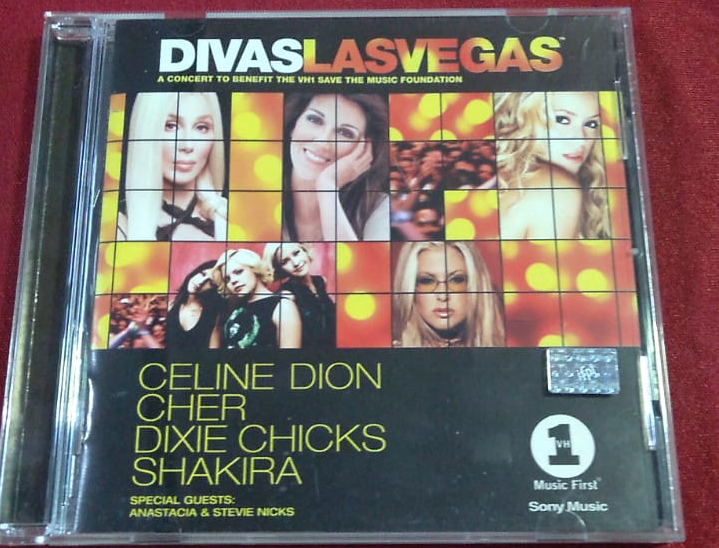 DIVASLASVEGAS™
A CONCERT TO BENEFIT THE VH1 SAVE THE MUSIC FOUNDATION
CELINE DION
CHER
DIXIE CHICKS
SHAKIRA
SPECIAL GUESTS:
ANASTACIA & STEVIE NICKS
VH1
Music First
Sony Music